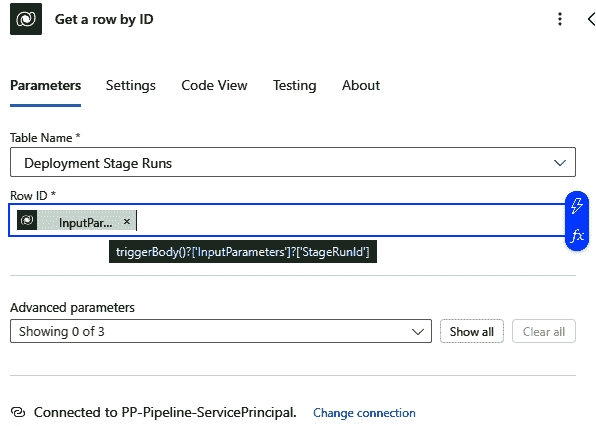 Get a row by ID
Parameters Settings Code View Testing About
Table Name *
Deployment Stage Runs
Row ID *
InputPar... ×
fx
triggerBody()?['InputParameters']?['StageRunId']
Advanced parameters
Showing 0 of 3 Show all Clear all
Connected to PP-Pipeline-ServicePrincipal. Change connection